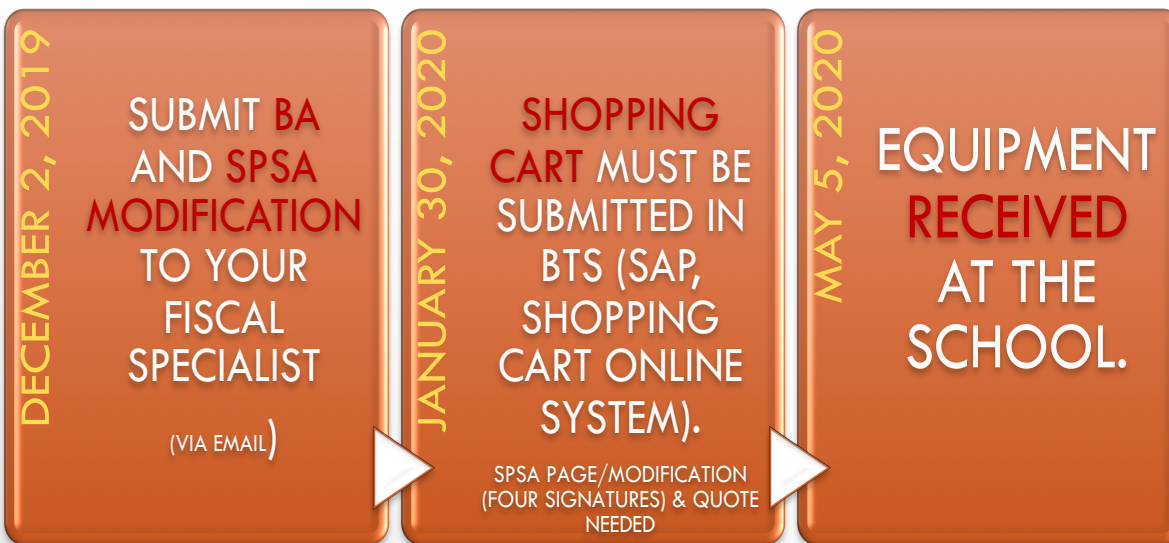 DECEMBER 2, 2019
SUBMIT BA
AND SPSA
MODIFICATION
TO YOUR
FISCAL
SPECIALIST
(VIA EMAIL)
JANUARY 30, 2020
SHOPPING
CART MUST BE
SUBMITTED IN
BTS (SAP,
SHOPPING
CART ONLINE
SYSTEM).
SPSA PAGE/MODIFICATION
(FOUR SIGNATURES) & QUOTE
NEEDED
MAY 5, 2020
EQUIPMENT
RECEIVED
AT THE
SCHOOL.